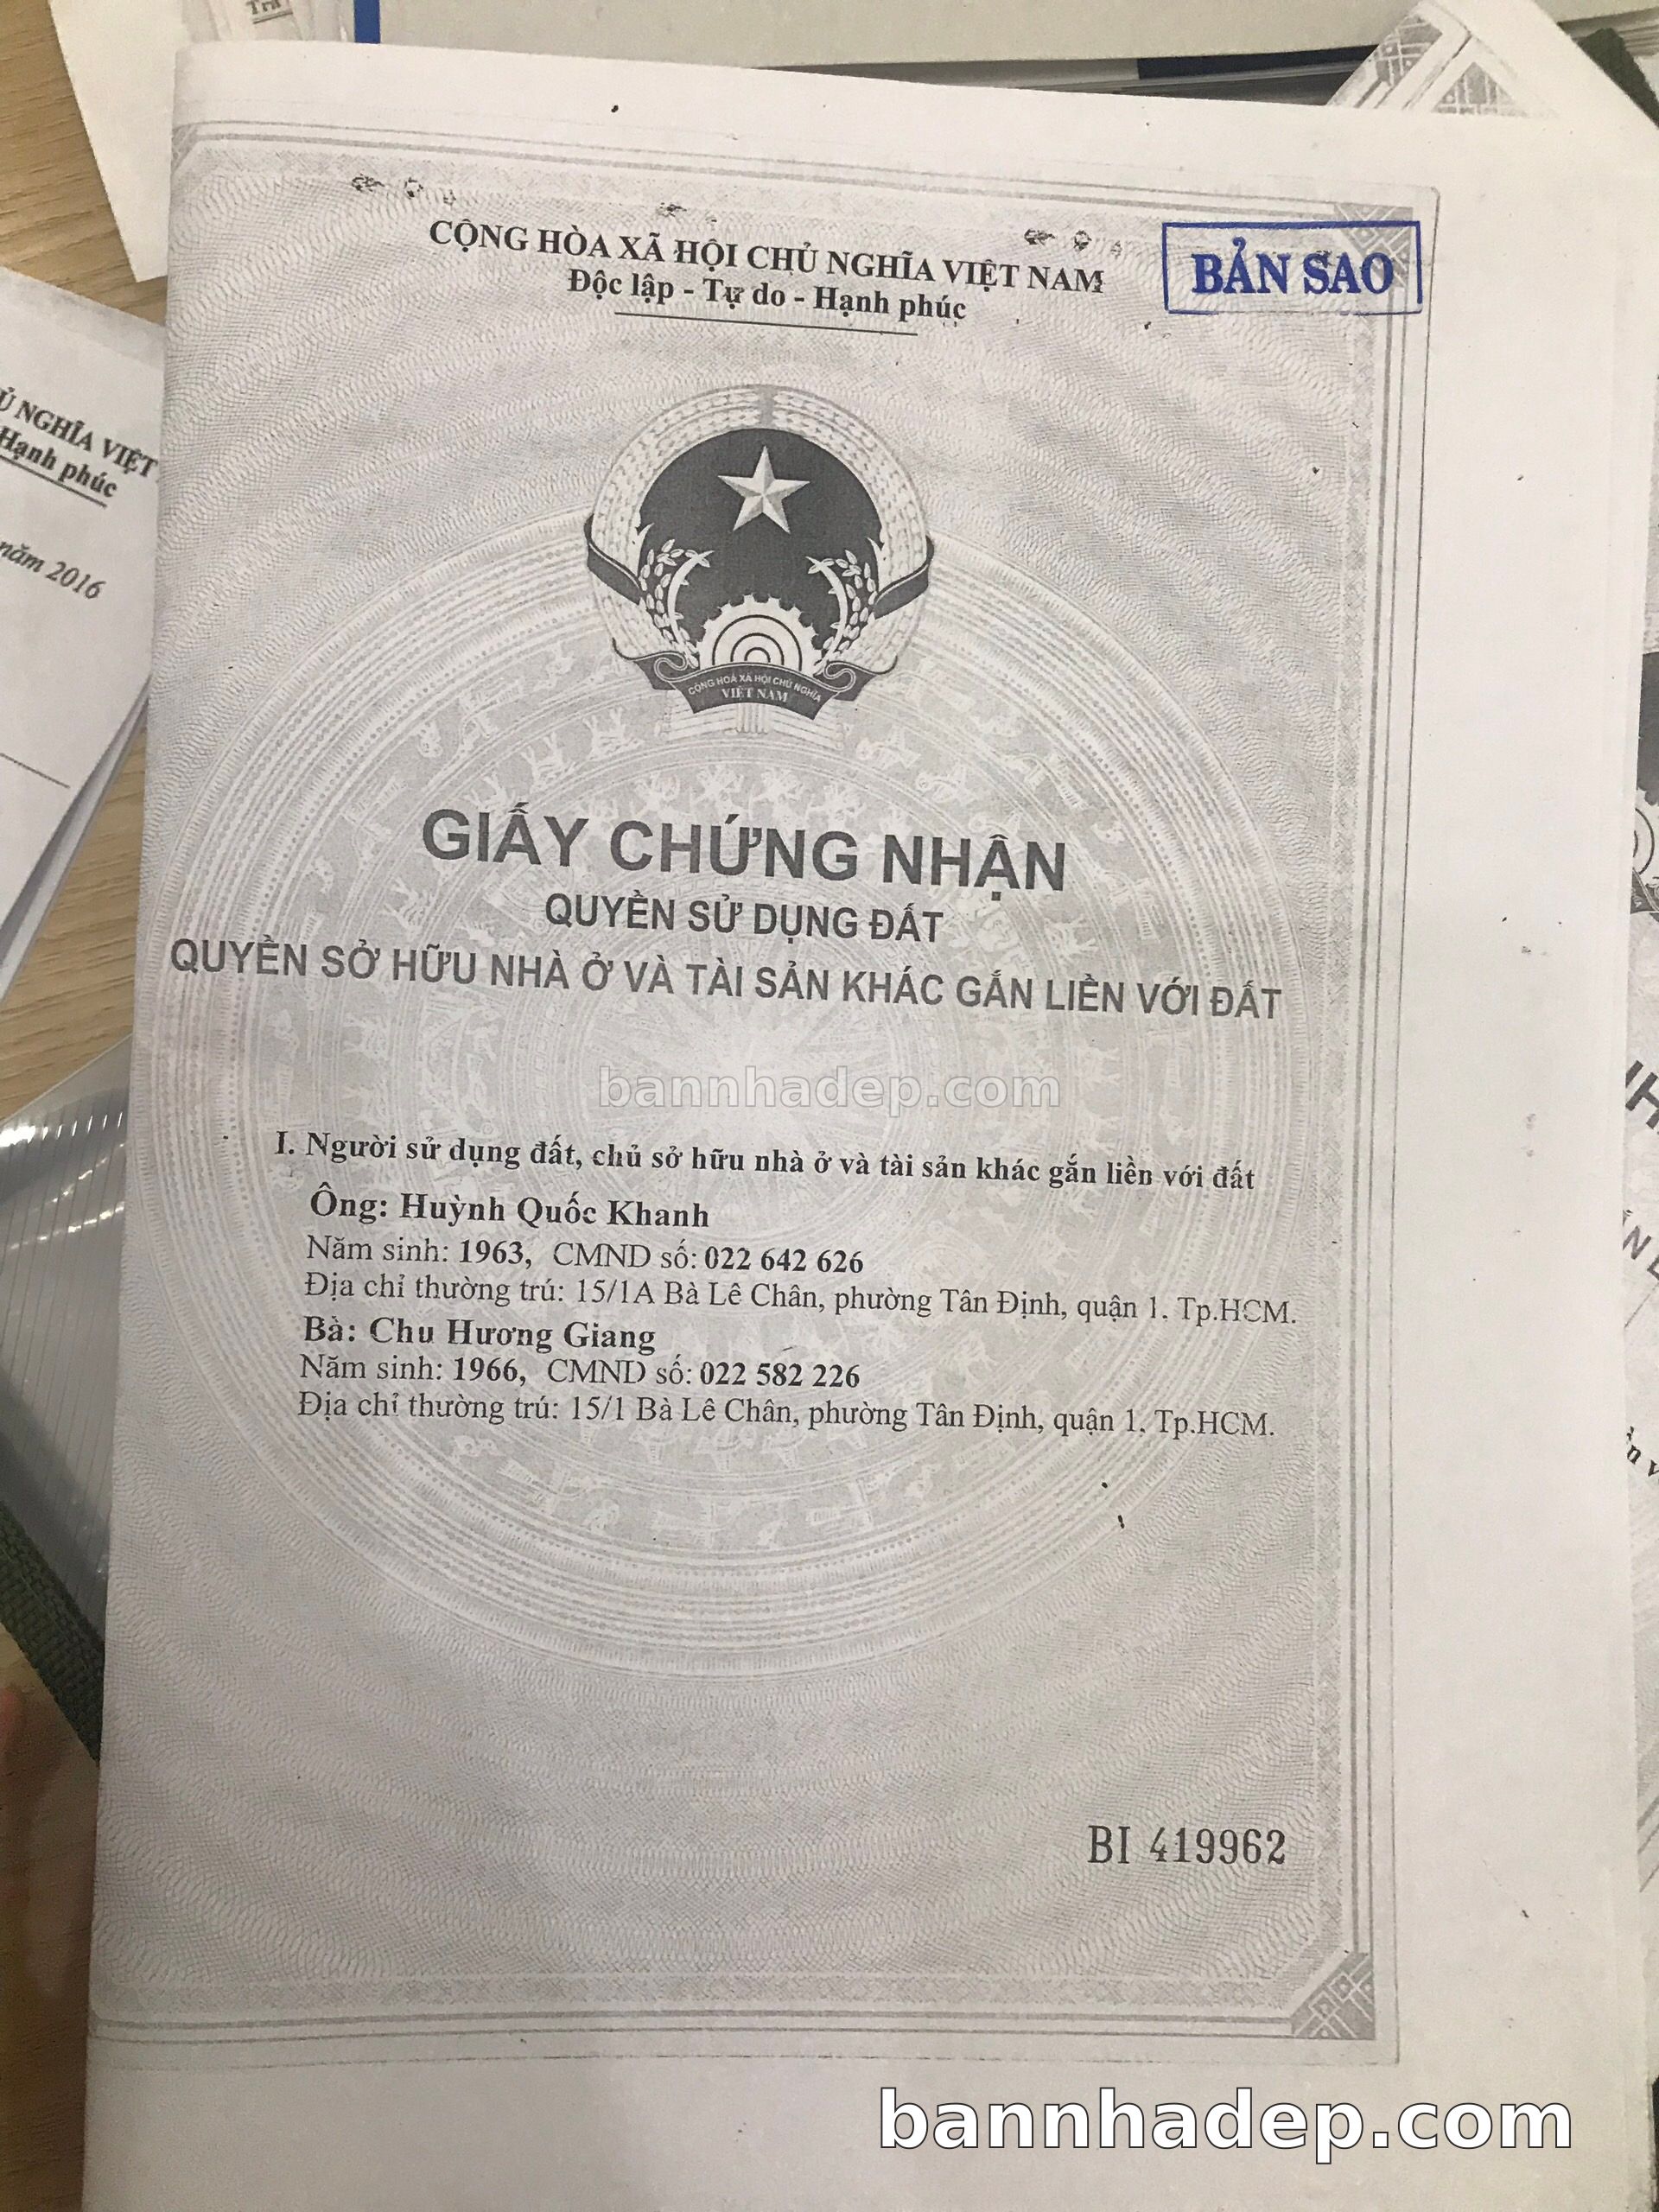 CỘNG HÒA XÃ HỘI CHỦ NGHĨA VIỆT NAM
Độc lập - Tự do - Hạnh phúc
BẢN SAO
Ủ NGHĨA VIỆT
Hạnh phúc
năm 2016
CỘNG HOÀ XÃ HỘI CHỦ NGHĨA
VIỆT NAM
GIẤY CHỨNG NHẬN
QUYỀN SỬ DỤNG ĐẤT
QUYỀN SỞ HỮU NHÀ Ở VÀ TÀI SẢN KHÁC GẮN LIỀN VỚI ĐẤT
bannhadep.com
I. Người sử dụng đất, chủ sở hữu nhà ở và tài sản khác gắn liền với đất
Ông: Huỳnh Quốc Khanh
Năm sinh: 1963, CMND số: 022 642 626
Địa chỉ thường trú: 15/1A Bà Lê Chân, phường Tân Định, quận 1, Tp.HCM.
Bà: Chu Hương Giang
Năm sinh: 1966, CMND số: 022 582 226
Địa chỉ thường trú: 15/1 Bà Lê Chân, phường Tân Định, quận 1, Tp.HCM.
BI 419962
bannhadep.com